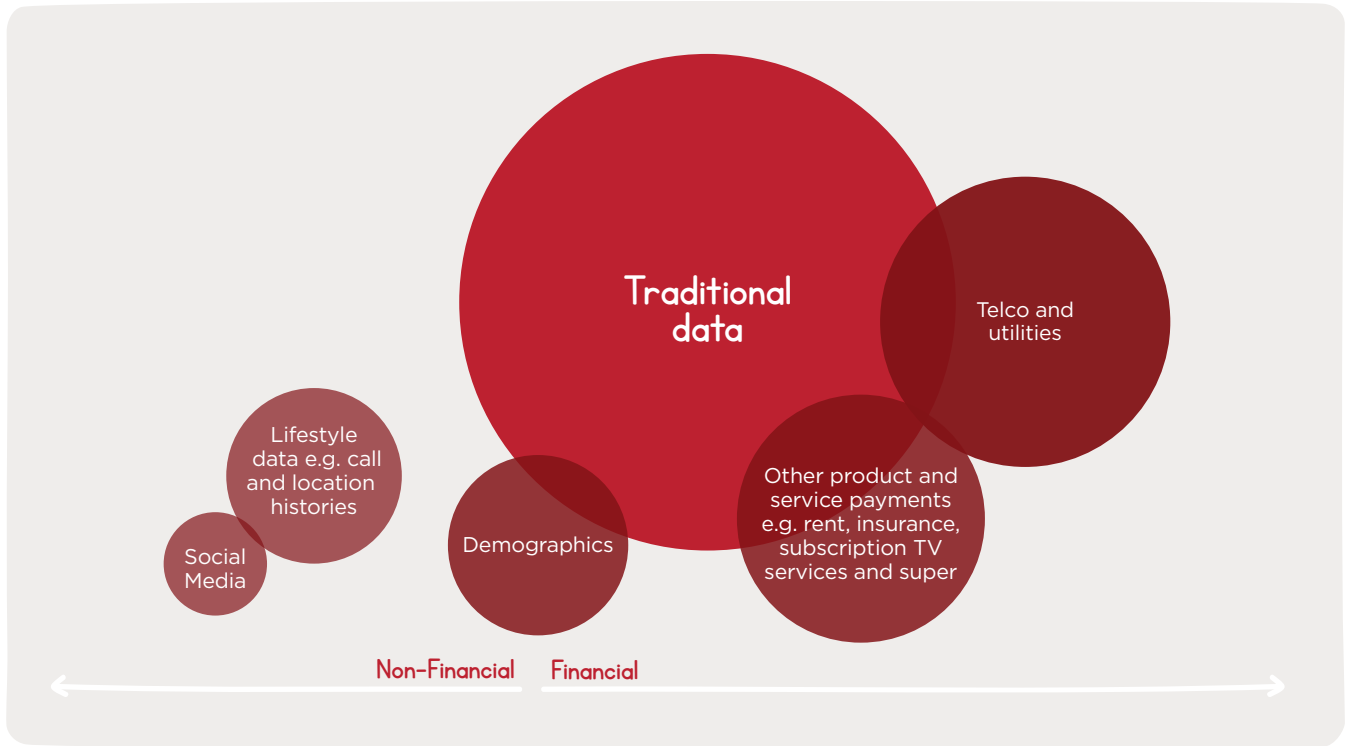 Traditional
data
Telco and
utilities
Lifestyle
data e.g. call
and location
histories
Other product and
service payments
e.g. rent, insurance,
subscription TV
services and super
Demographics
Social
Media
Non-Financial
Financial